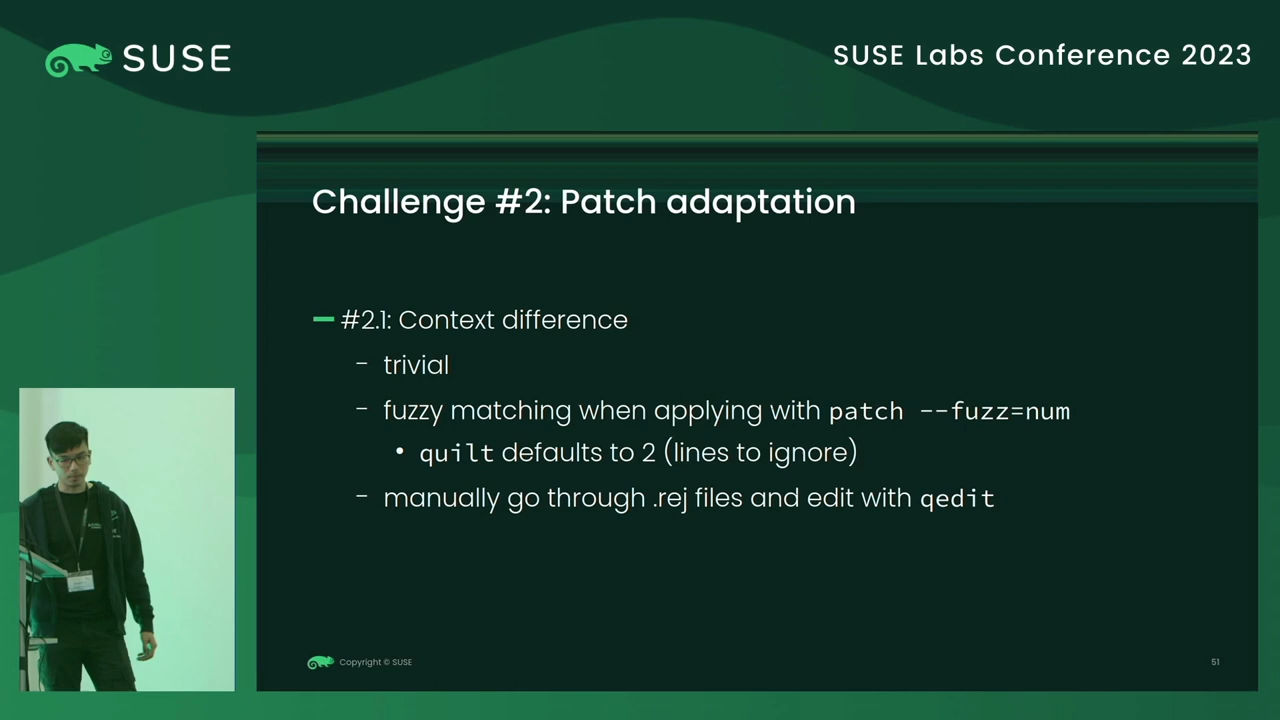 SUSE
SUSE Labs Conference 2023
Challenge #2: Patch adaptation
#2.1: Context difference
- trivial
- fuzzy matching when applying with patch --fuzz=num
• quilt defaults to 2 (lines to ignore)
- manually go through .rej files and edit with qedit
Copyright © SUSE
51